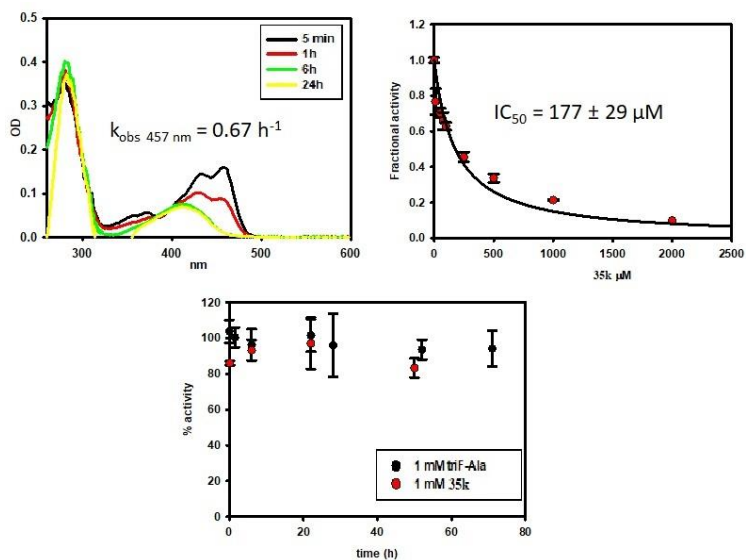 5 min
1h
6h
24h
k_obs 457 nm = 0.67 h⁻¹
OD
0.5
0.4
0.3
0.2
0.1
0.0
300 400 500 600
nm
IC₅₀ = 177 ± 29 µM
Fractional activity
1.2
1.0
0.8
0.6
0.4
0.2
0.0
0 500 1000 1500 2000 2500
35k µM
% activity
120
100
80
60
40
20
0
1 mM triF-Ala
1 mM 35k
0 20 40 60 80
time (h)